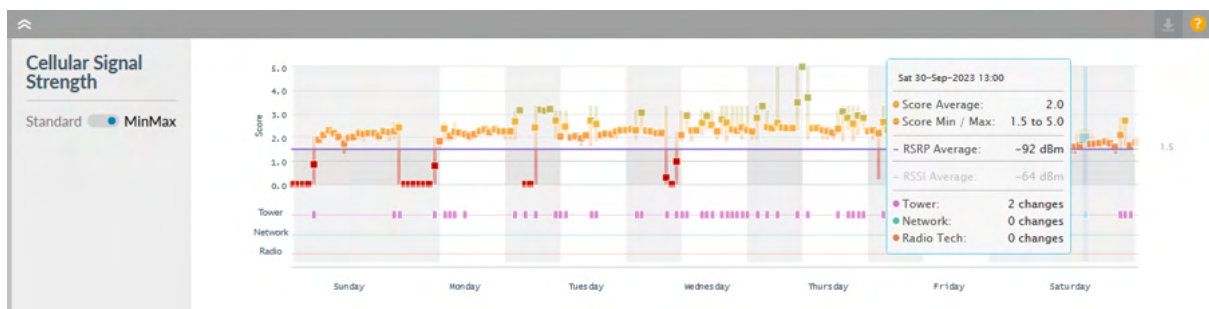 ?
Cellular Signal
Strength
Standard MinMax
Score
5.0
4.0
3.0
2.0
1.0
0.0
1.5
Tower
Network
Radio
Sunday Monday Tuesday Wednesday Thursday Friday Saturday
Sat 30-Sep-2023 13:00
Score Average: 2.0
Score Min / Max: 1.5 to 5.0
– RSRP Average: -92 dBm
– RSSI Average: -64 dBm
Tower: 2 changes
Network: 0 changes
Radio Tech: 0 changes